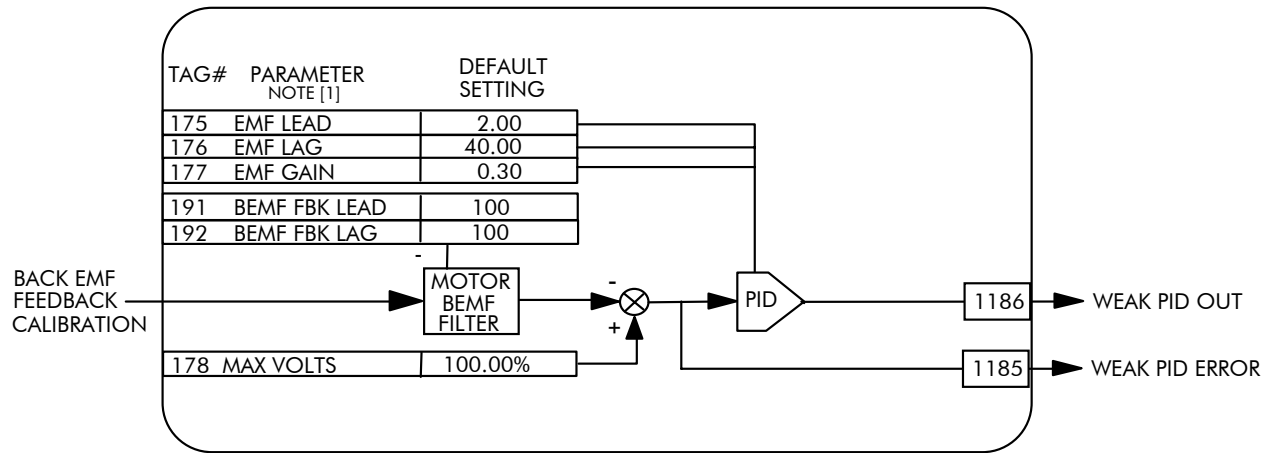 TAG# PARAMETER DEFAULT
NOTE [1] SETTING
175 EMF LEAD 2.00
176 EMF LAG 40.00
177 EMF GAIN 0.30
191 BEMF FBK LEAD 100
192 BEMF FBK LAG 100
-
BACK EMF
FEEDBACK
CALIBRATION
MOTOR
BEMF
FILTER
-
+
PID
1186 WEAK PID OUT
178 MAX VOLTS 100.00%
1185 WEAK PID ERROR